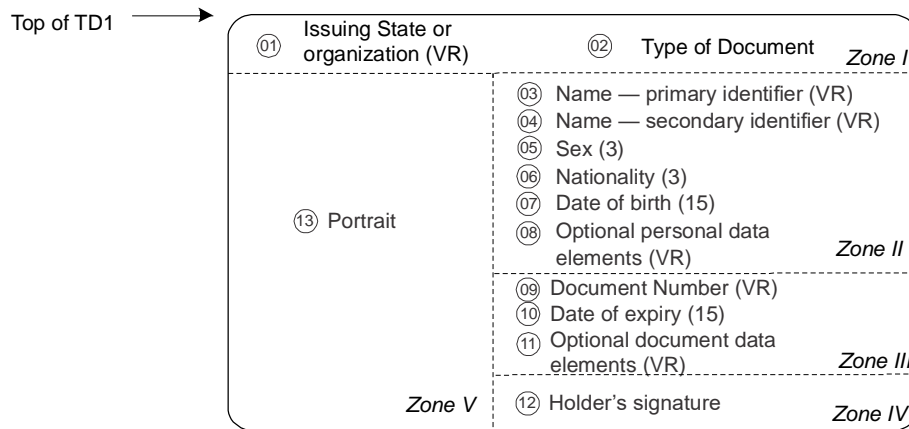 Top of TD1
01 Issuing State or
organization (VR)
02 Type of Document
Zone I
03 Name — primary identifier (VR)
04 Name — secondary identifier (VR)
05 Sex (3)
06 Nationality (3)
07 Date of birth (15)
08 Optional personal data
elements (VR)
Zone II
13 Portrait
09 Document Number (VR)
10 Date of expiry (15)
11 Optional document data
elements (VR)
Zone III
Zone V
12 Holder's signature
Zone IV